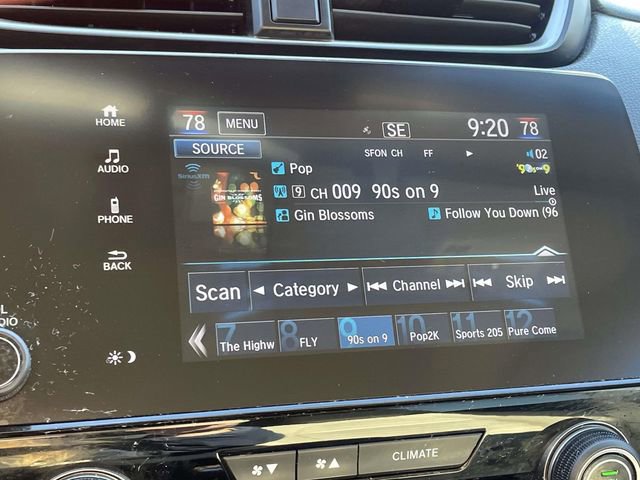 HOME
AUDIO
PHONE
BACK
78 MENU SE 9:20 78
SOURCE SFON CH FF 02
SiriusXM Pop
9 CH 009 90s on 9 Live
GIN BLOSSOMS Gin Blossoms Follow You Down (96
Scan Category Channel Skip
7 The Highw 8 FLY 9 90s on 9 10 Pop2K 11 Sports 205 12 Pure Come
CLIMATE